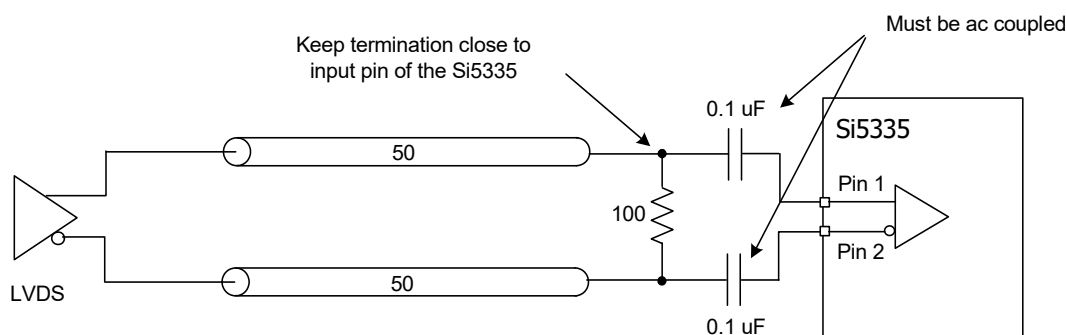 Must be ac coupled
Keep termination close to
input pin of the Si5335
0.1 uF
Si5335
50
Pin 1
100
Pin 2
50
LVDS
0.1 uF